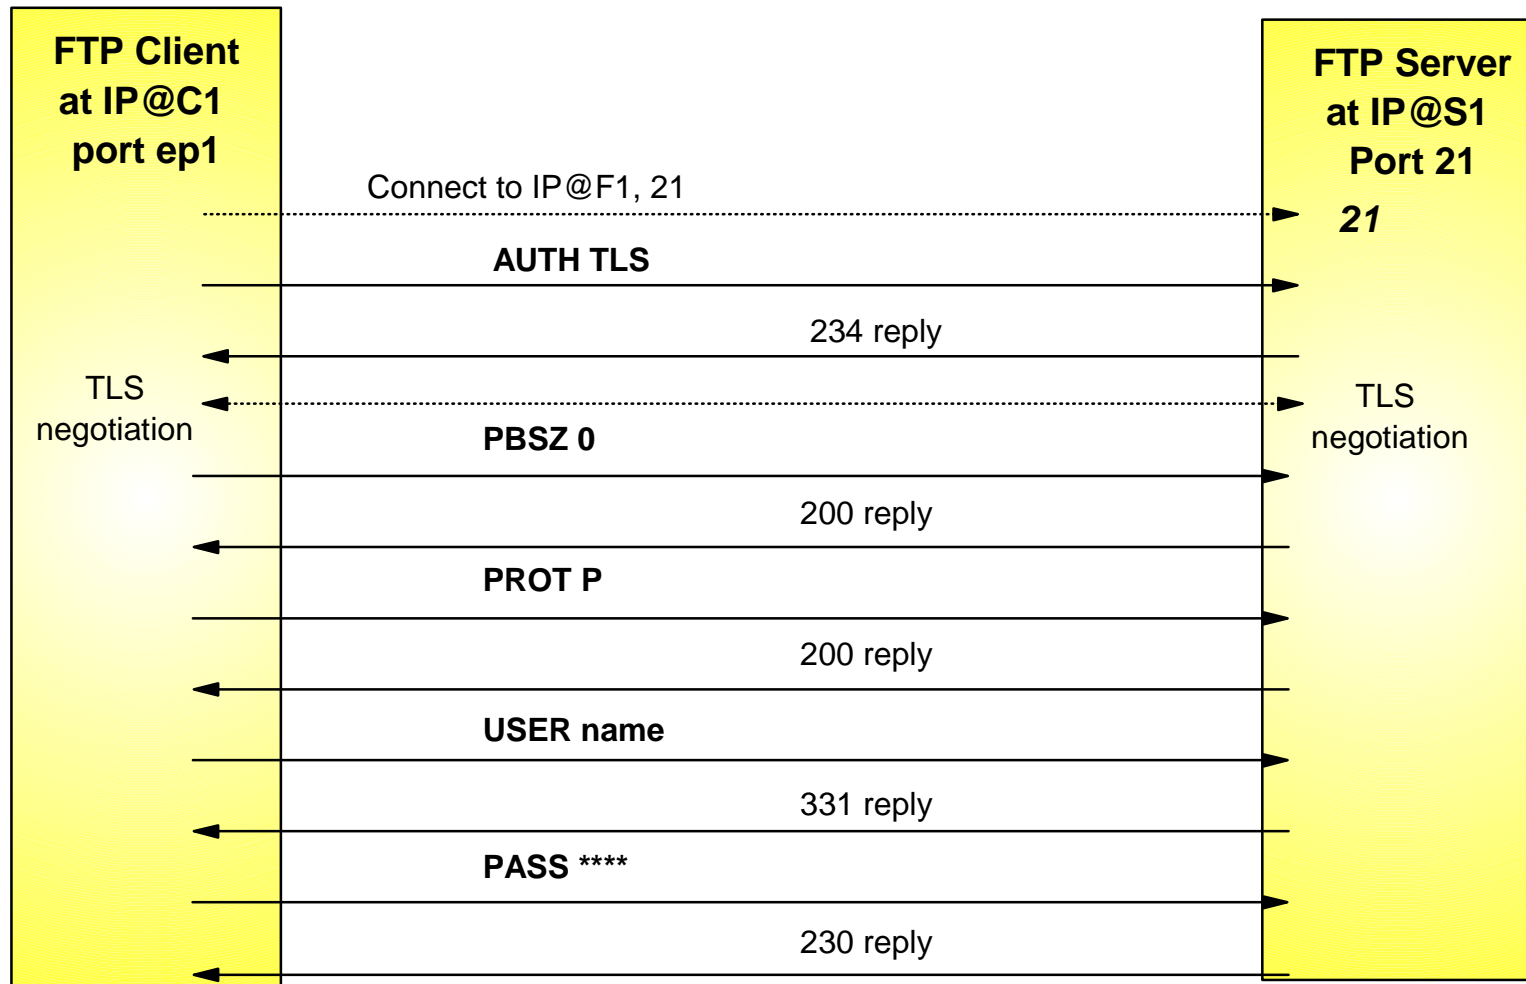 FTP Client
at IP@C1
port ep1
FTP Server
at IP@S1
Port 21
Connect to IP@F1, 21
21
AUTH TLS
234 reply
TLS
negotiation
TLS
negotiation
PBSZ 0
200 reply
PROT P
200 reply
USER name
331 reply
PASS ****
230 reply